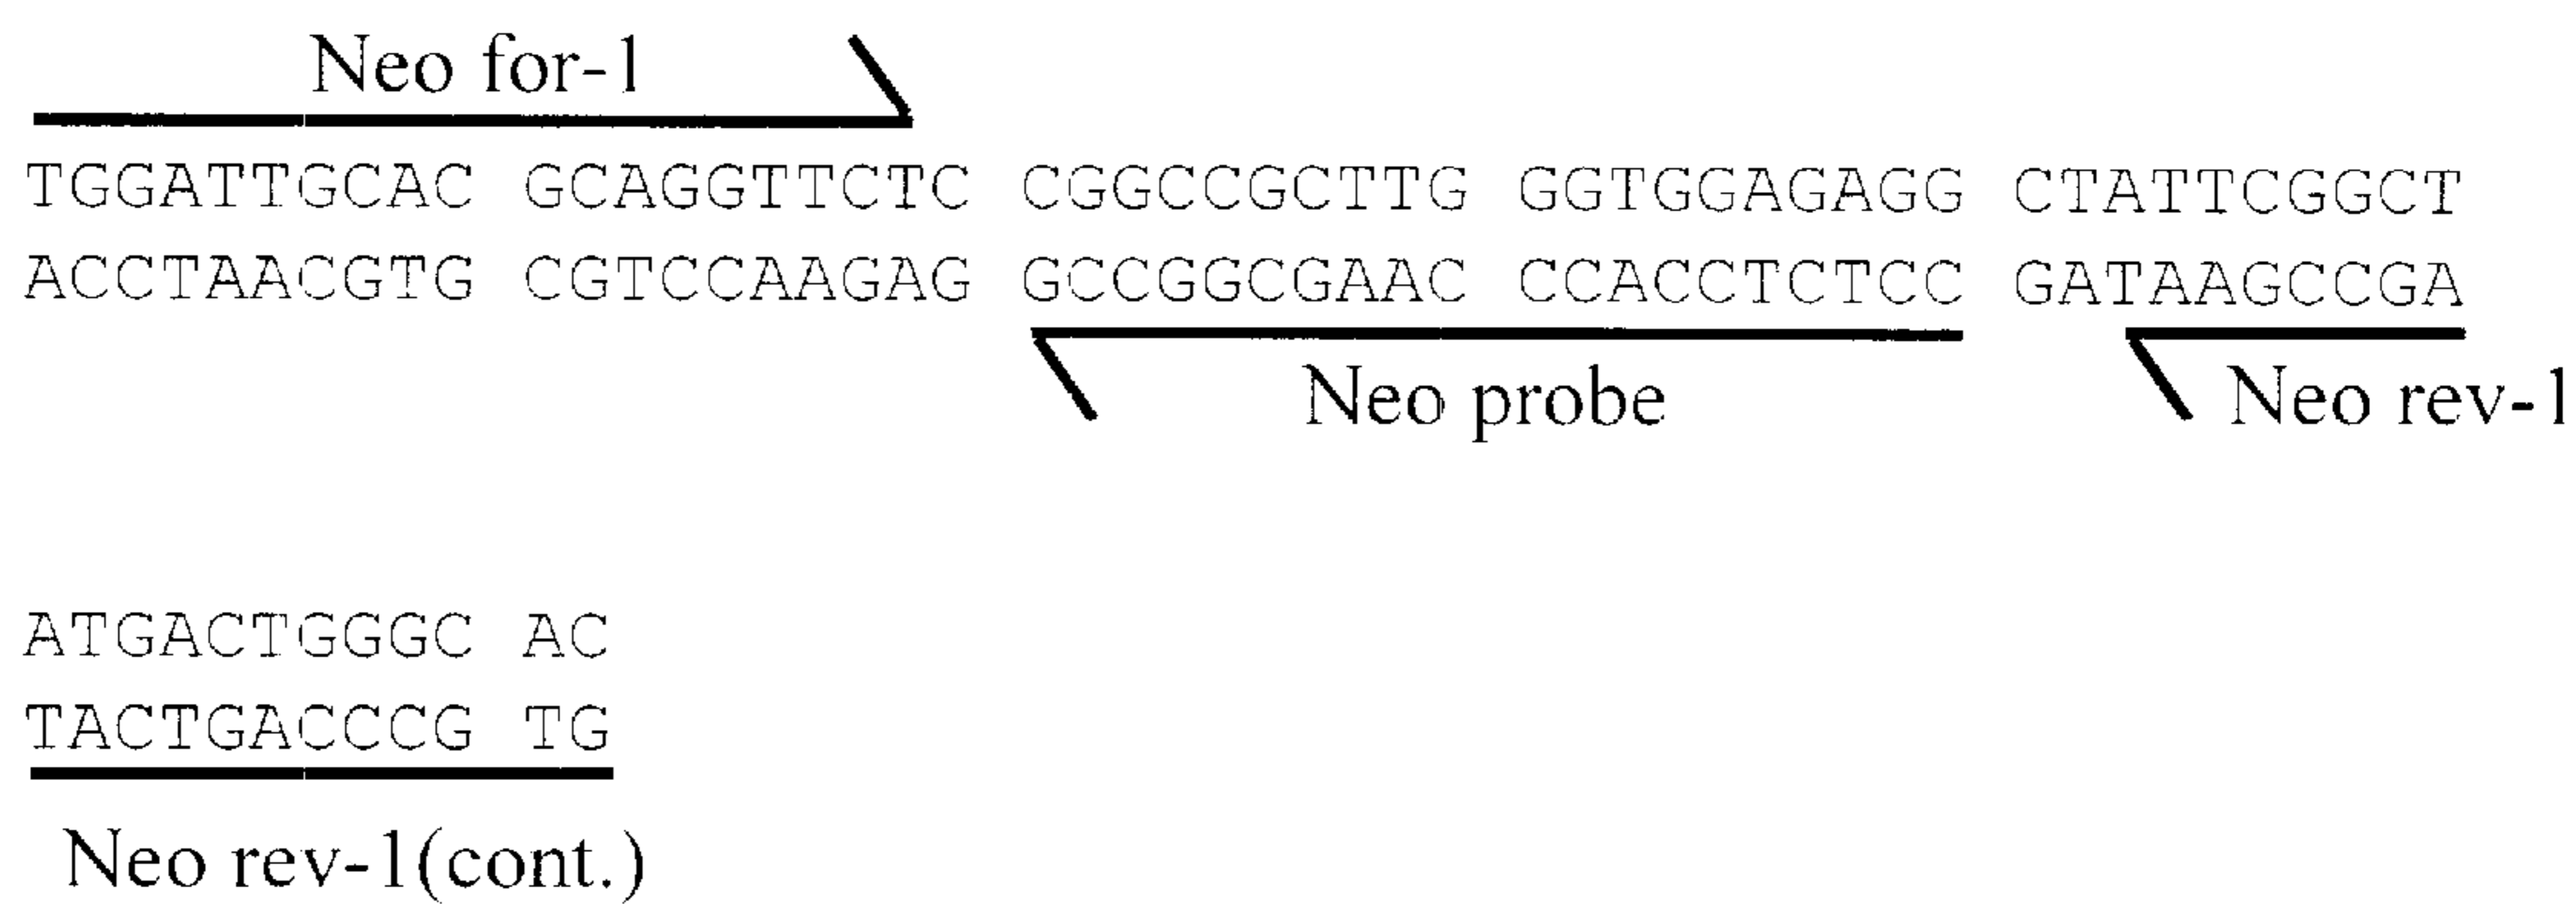 Neo for-1
TGGATTGCAC GCAGGTTCTC CGGCCGCTTG GGTGGAGAGG CTATTCGGCT
ACCTAACGTG CGTCCAAGAG GCCGGCGAAC CCACCTCTCC GATAAGCCGA
Neo probe Neo rev-1
ATGACTGGGC AC
TACTGACCCG TG
Neo rev-1(cont.)